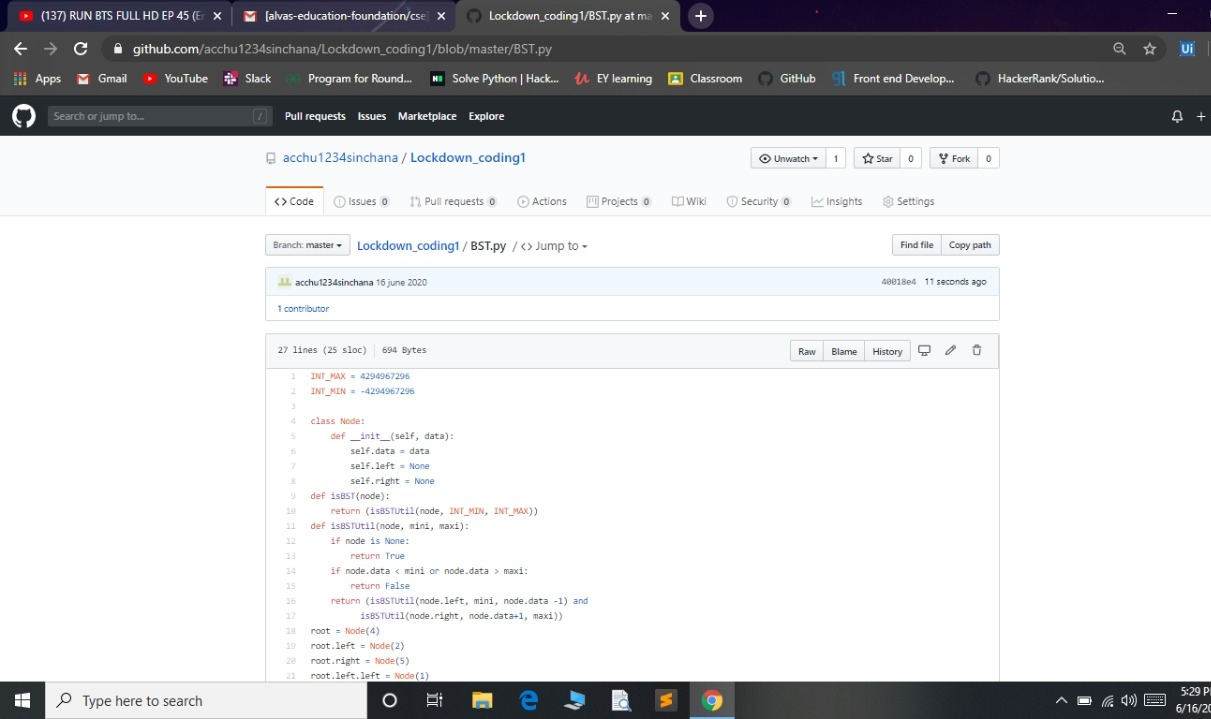 (137) RUN BTS FULL HD EP 45 (Er
[alvas-education-foundation/cse]
Lockdown_coding1/BST.py at ma
github.com/acchu1234sinchana/Lockdown_coding1/blob/master/BST.py
Ui
Apps Gmail YouTube Slack Program for Round... Solve Python | Hack... EY learning Classroom GitHub Front end Develop... HackerRank/Solutio...
Search or jump to... / Pull requests Issues Marketplace Explore
acchu1234sinchana / Lockdown_coding1 Unwatch 1 Star 0 Fork 0
<> Code Issues 0 Pull requests 0 Actions Projects 0 Wiki Security 0 Insights Settings
Branch: master Lockdown_coding1 / BST.py / <> Jump to Find file Copy path
acchu1234sinchana 16 june 2020 40018e4 11 seconds ago
1 contributor
27 lines (25 sloc) 694 Bytes Raw Blame History
1 INT_MAX = 4294967296
2 INT_MIN = -4294967296
3
4 class Node:
5 def __init__(self, data):
6 self.data = data
7 self.left = None
8 self.right = None
9 def isBST(node):
10 return (isBSTUtil(node, INT_MIN, INT_MAX))
11 def isBSTUtil(node, mini, maxi):
12 if node is None:
13 return True
14 if node.data < mini or node.data > maxi:
15 return False
16 return (isBSTUtil(node.left, mini, node.data -1) and
17 isBSTUtil(node.right, node.data+1, maxi))
18 root = Node(4)
19 root.left = Node(2)
20 root.right = Node(5)
21 root.left.left = Node(1)
Type here to search
5:29 P
6/16/20